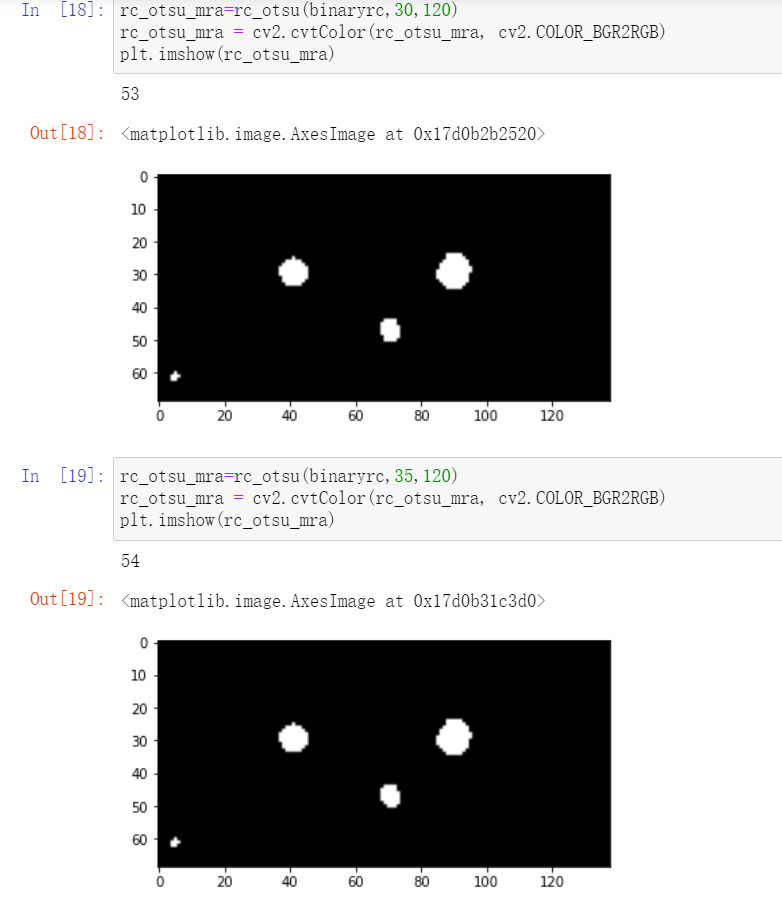 In [18]: rc_otsu_mra=rc_otsu(binaryrc,30,120)
rc_otsu_mra = cv2.cvtColor(rc_otsu_mra, cv2.COLOR_BGR2RGB)
plt.imshow(rc_otsu_mra)
53
Out[18]: <matplotlib.image.AxesImage at 0x17d0b2b2520>
0
10
20
30
40
50
60
0 20 40 60 80 100 120
In [19]: rc_otsu_mra=rc_otsu(binaryrc,35,120)
rc_otsu_mra = cv2.cvtColor(rc_otsu_mra, cv2.COLOR_BGR2RGB)
plt.imshow(rc_otsu_mra)
54
Out[19]: <matplotlib.image.AxesImage at 0x17d0b31c3d0>
0
10
20
30
40
50
60
0 20 40 60 80 100 120